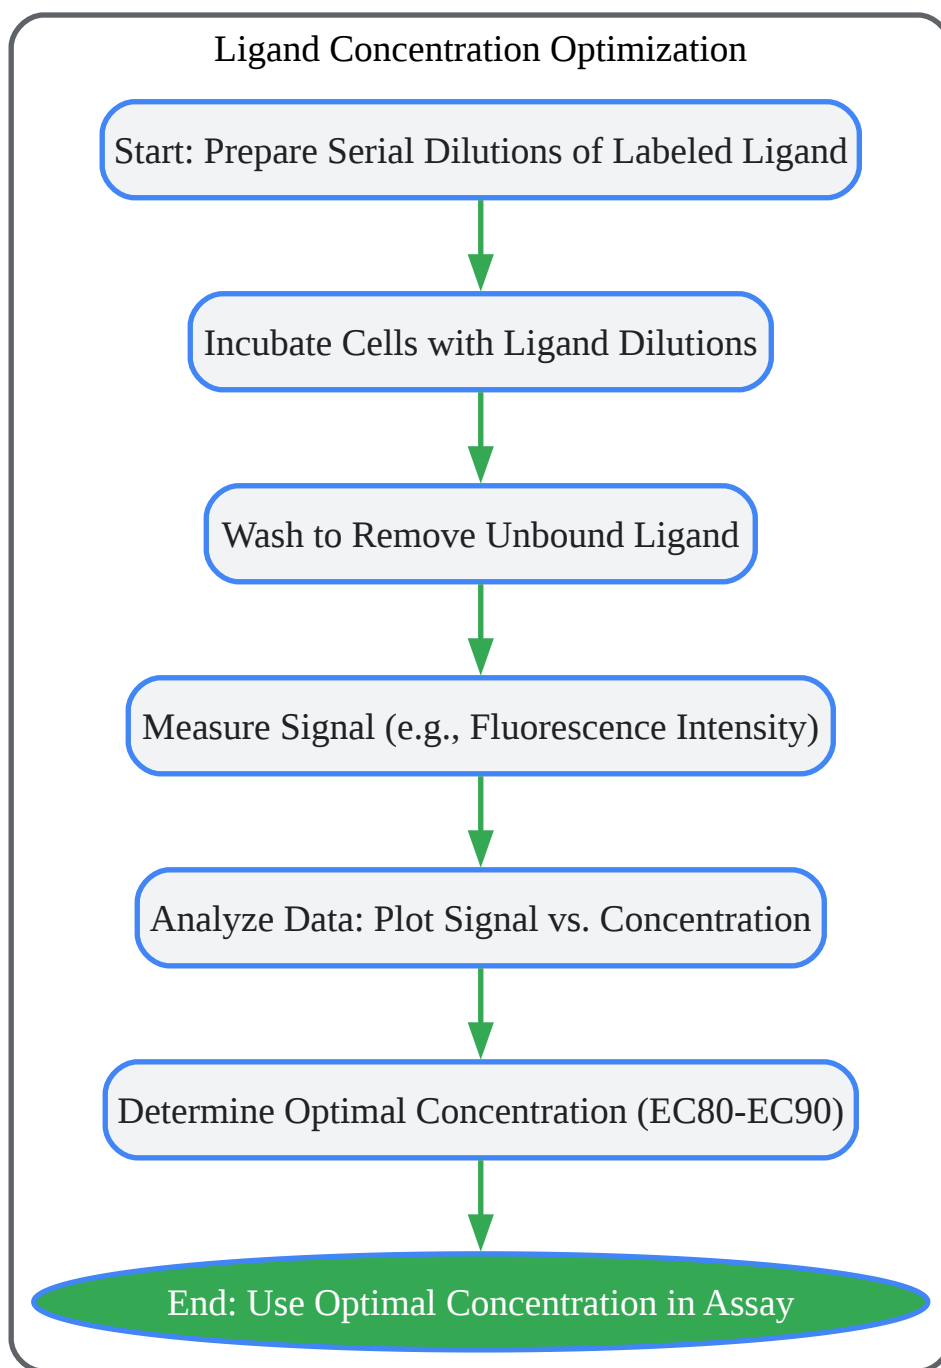 Ligand Concentration Optimization
Start: Prepare Serial Dilutions of Labeled Ligand
Incubate Cells with Ligand Dilutions
Wash to Remove Unbound Ligand
Measure Signal (e.g., Fluorescence Intensity)
Analyze Data: Plot Signal vs. Concentration
Determine Optimal Concentration (EC80-EC90)
End: Use Optimal Concentration in Assay